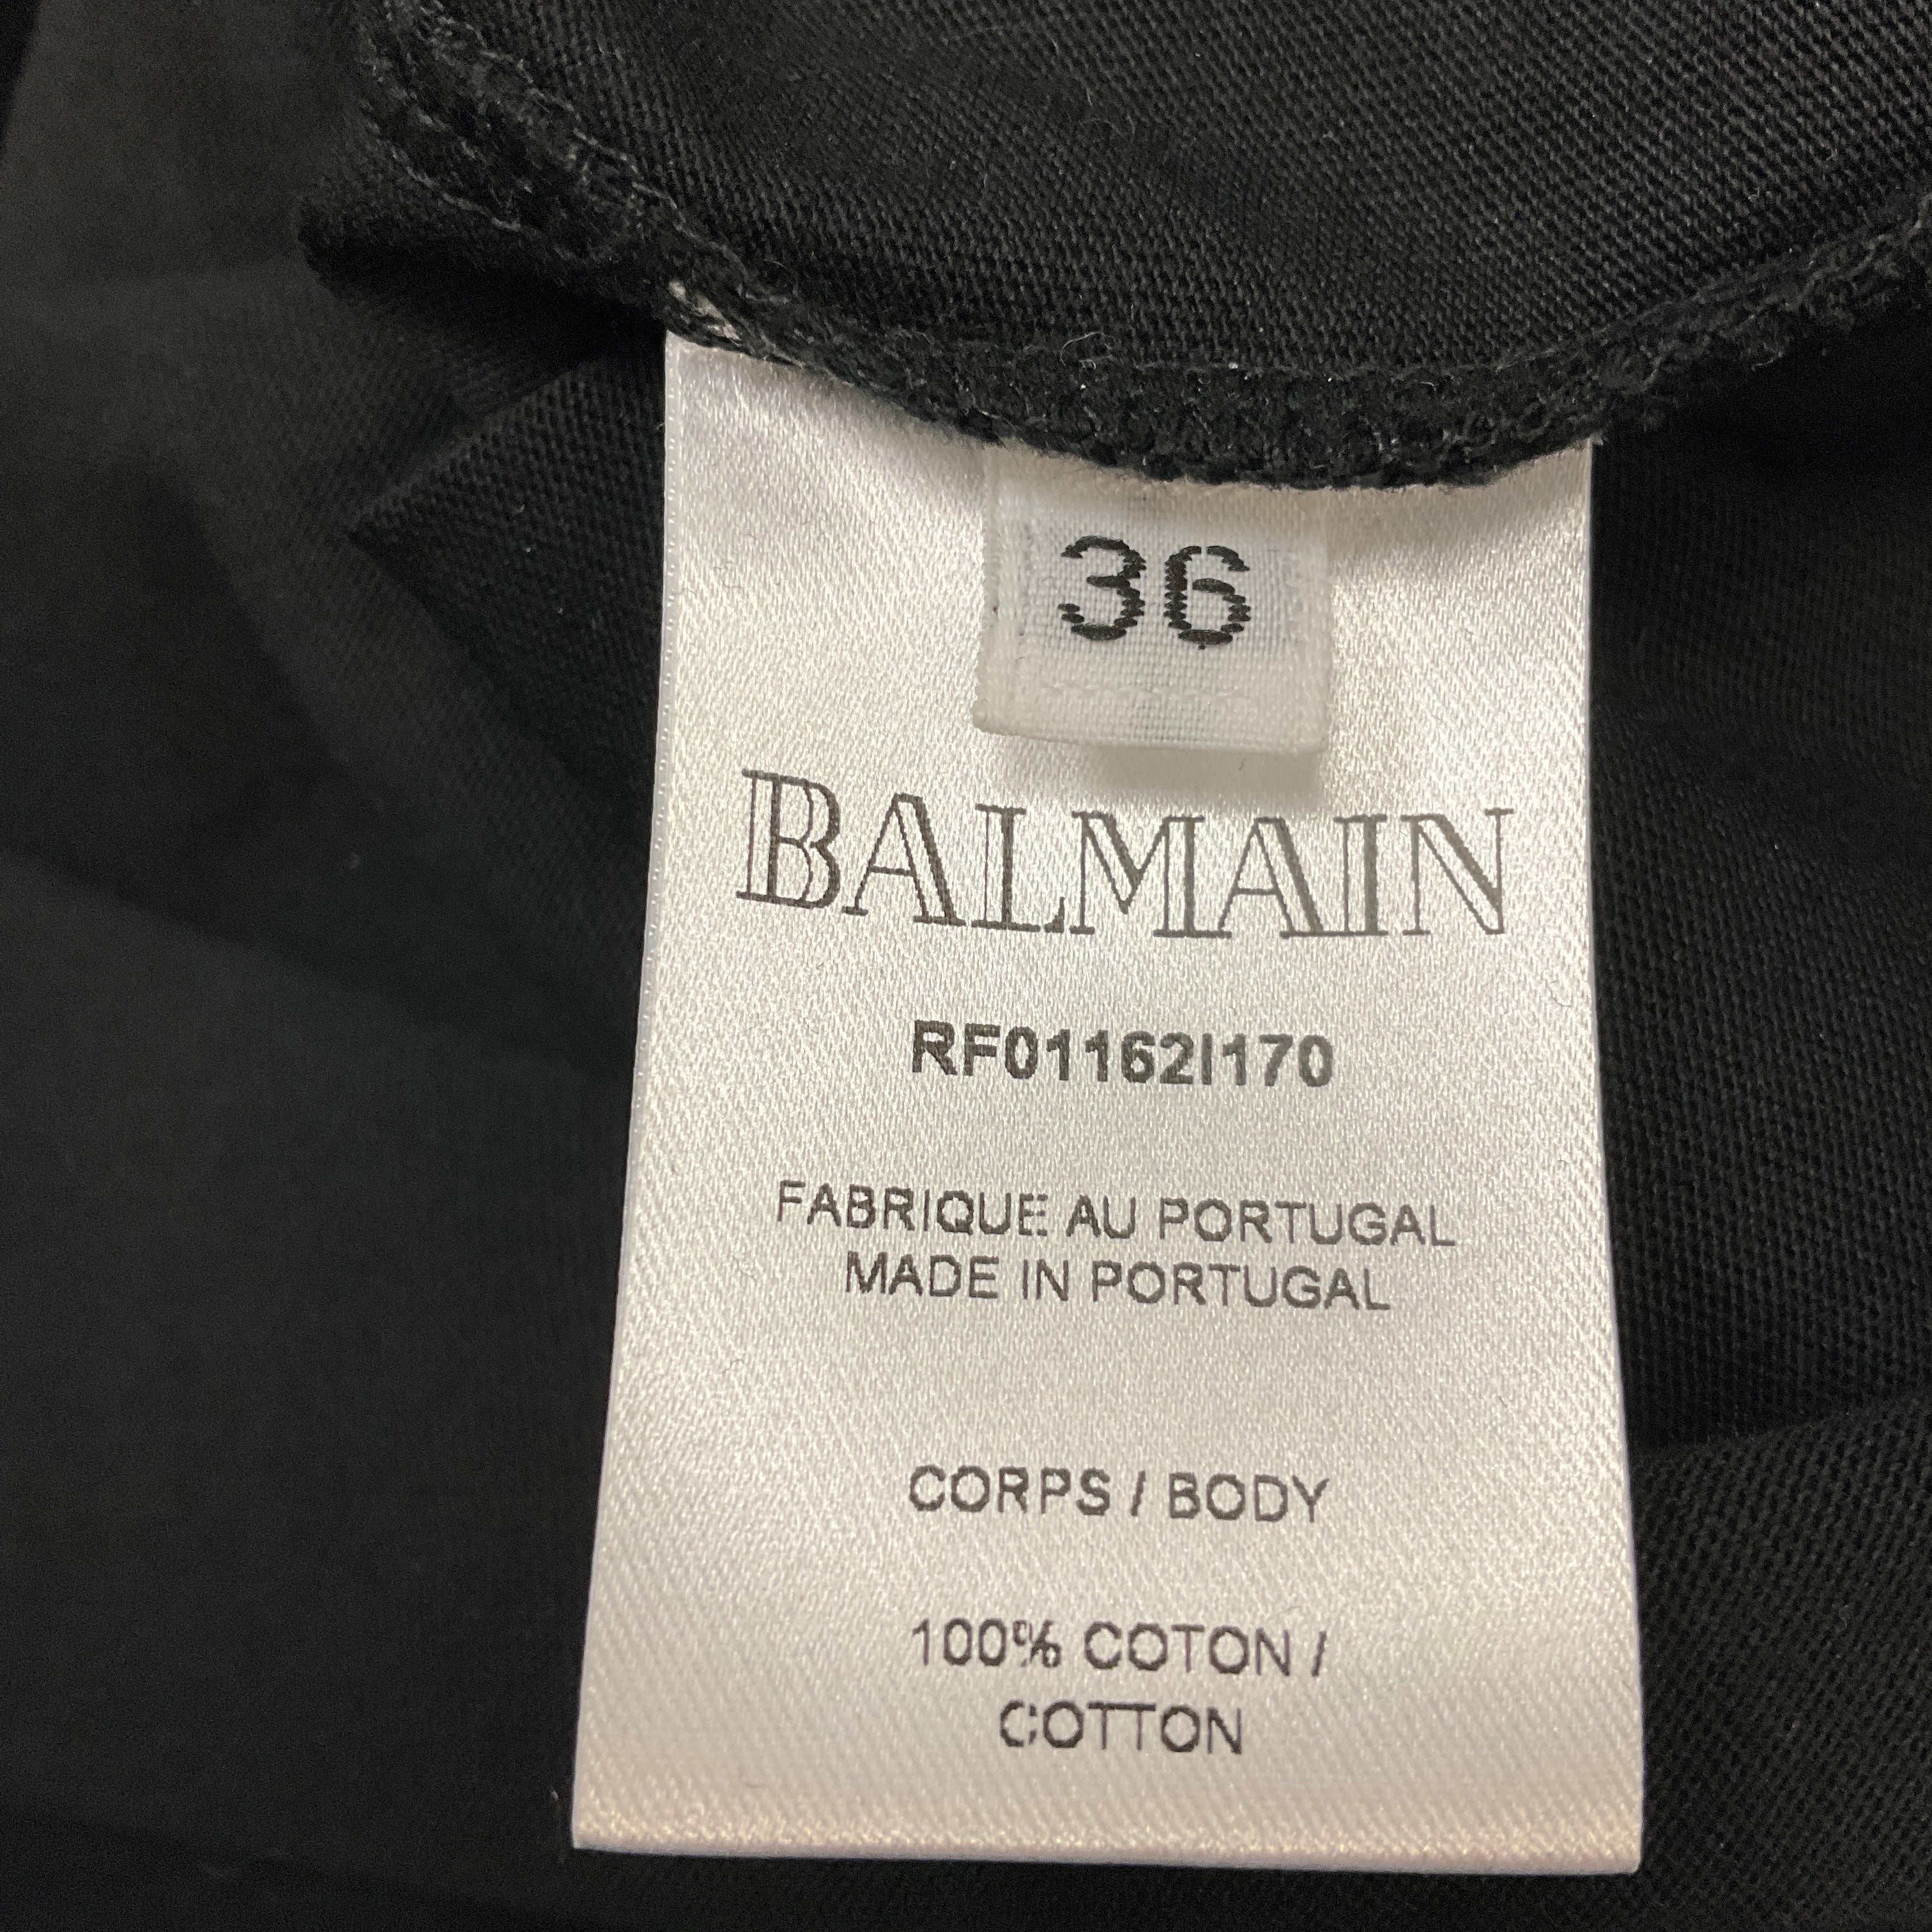 36
BALMAIN
RF01162I170
FABRIQUE AU PORTUGAL
MADE IN PORTUGAL
CORPS / BODY
100% COTON /
COTTON